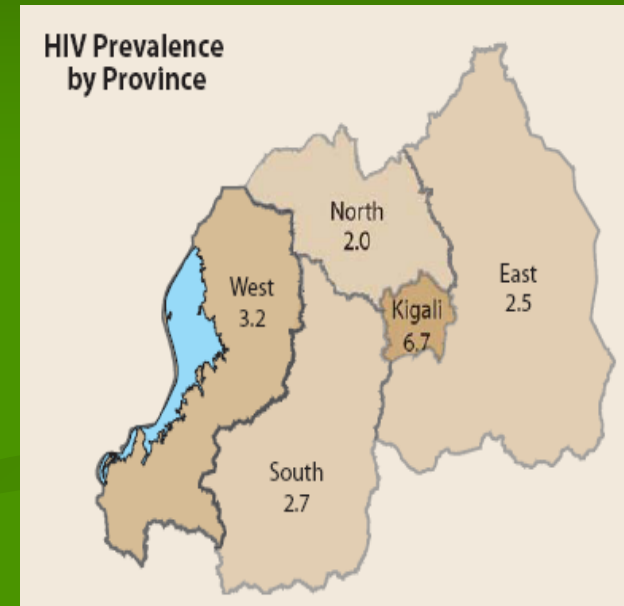 HIV Prevalence
by Province
North
2.0
West
3.2
East
2.5
Kigali
6.7
South
2.7